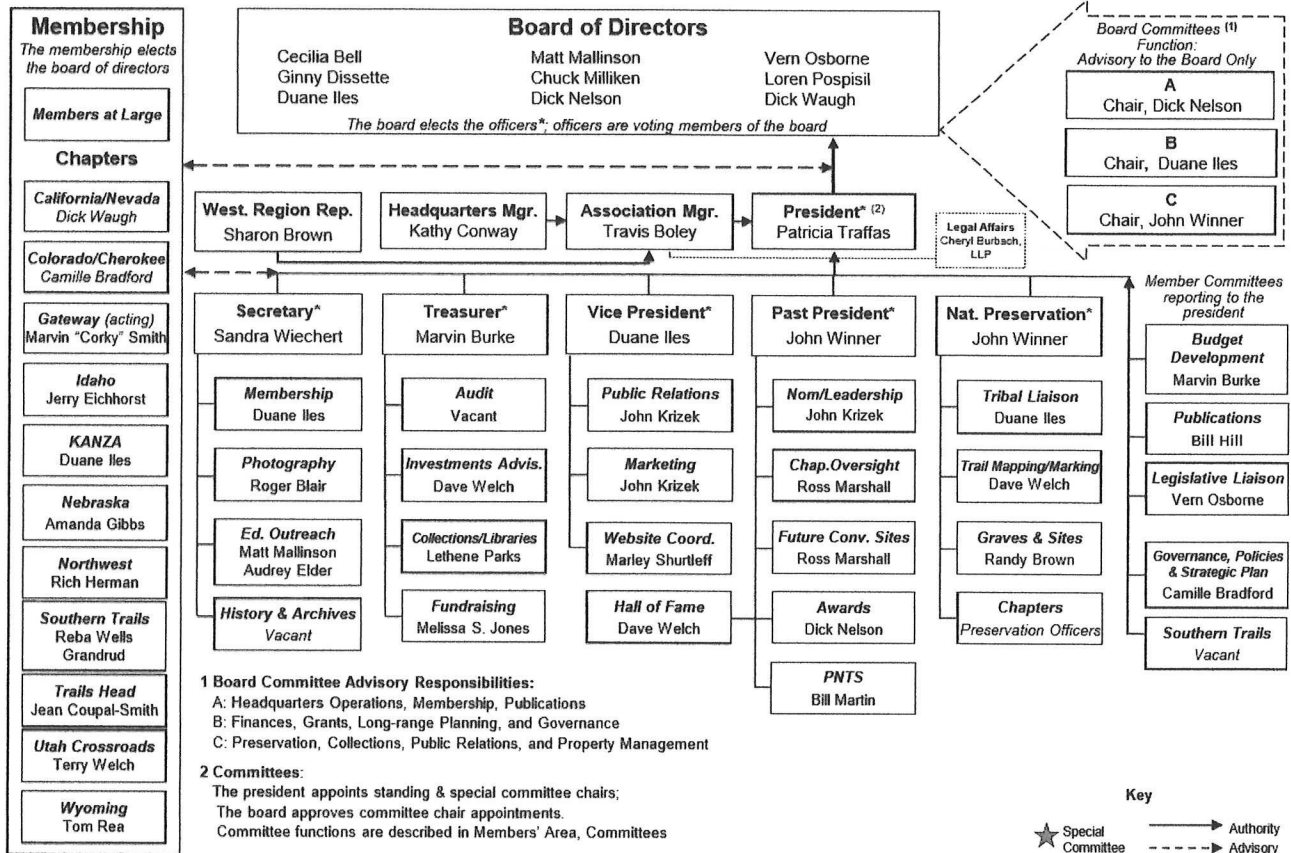 Membership
The membership elects
the board of directors
Members at Large
Chapters
California/Nevada
Dick Waugh
Colorado/Cherokee
Camille Bradford
Gateway (acting)
Marvin "Corky" Smith
Idaho
Jerry Eichhorst
KANZA
Duane Iles
Nebraska
Amanda Gibbs
Northwest
Rich Herman
Southern Trails
Reba Wells
Grandrud
Trails Head
Jean Coupal-Smith
Utah Crossroads
Terry Welch
Wyoming
Tom Rea
Board of Directors
Cecilia Bell
Ginny Dissette
Duane Iles
Matt Mallinson
Chuck Milliken
Dick Nelson
Vern Osborne
Loren Pospisil
Dick Waugh
The board elects the officers*; officers are voting members of the board
Board Committees (1)
Function:
Advisory to the Board Only
A
Chair, Dick Nelson
B
Chair, Duane Iles
C
Chair, John Winner
West. Region Rep.
Sharon Brown
Headquarters Mgr.
Kathy Conway
Association Mgr.
Travis Boley
President* (2)
Patricia Traffas
Legal Affairs
Cheryl Burbach,
LLP
Secretary*
Sandra Wiechert
Membership
Duane Iles
Photography
Roger Blair
Ed. Outreach
Matt Mallinson
Audrey Elder
History & Archives
Vacant
Treasurer*
Marvin Burke
Audit
Vacant
Investments Advis.
Dave Welch
Collections/Libraries
Lethene Parks
Fundraising
Melissa S. Jones
Vice President*
Duane Iles
Public Relations
John Krizek
Marketing
John Krizek
Website Coord.
Marley Shurtleff
Hall of Fame
Dave Welch
Past President*
John Winner
Nom/Leadership
John Krizek
Chap.Oversight
Ross Marshall
Future Conv. Sites
Ross Marshall
Awards
Dick Nelson
PNTS
Bill Martin
Nat. Preservation*
John Winner
Tribal Liaison
Duane Iles
Trail Mapping/Marking
Dave Welch
Graves & Sites
Randy Brown
Chapters
Preservation Officers
Member Committees
reporting to the
president
Budget
Development
Marvin Burke
Publications
Bill Hill
Legislative Liaison
Vern Osborne
Governance, Policies
& Strategic Plan
Camille Bradford
Southern Trails
Vacant
1 Board Committee Advisory Responsibilities:
A: Headquarters Operations, Membership, Publications
B: Finances, Grants, Long-range Planning, and Governance
C: Preservation, Collections, Public Relations, and Property Management
2 Committees:
The president appoints standing & special committee chairs;
The board approves committee chair appointments.
Committee functions are described in Members' Area, Committees
Key
Special
Committee
Authority
Advisory